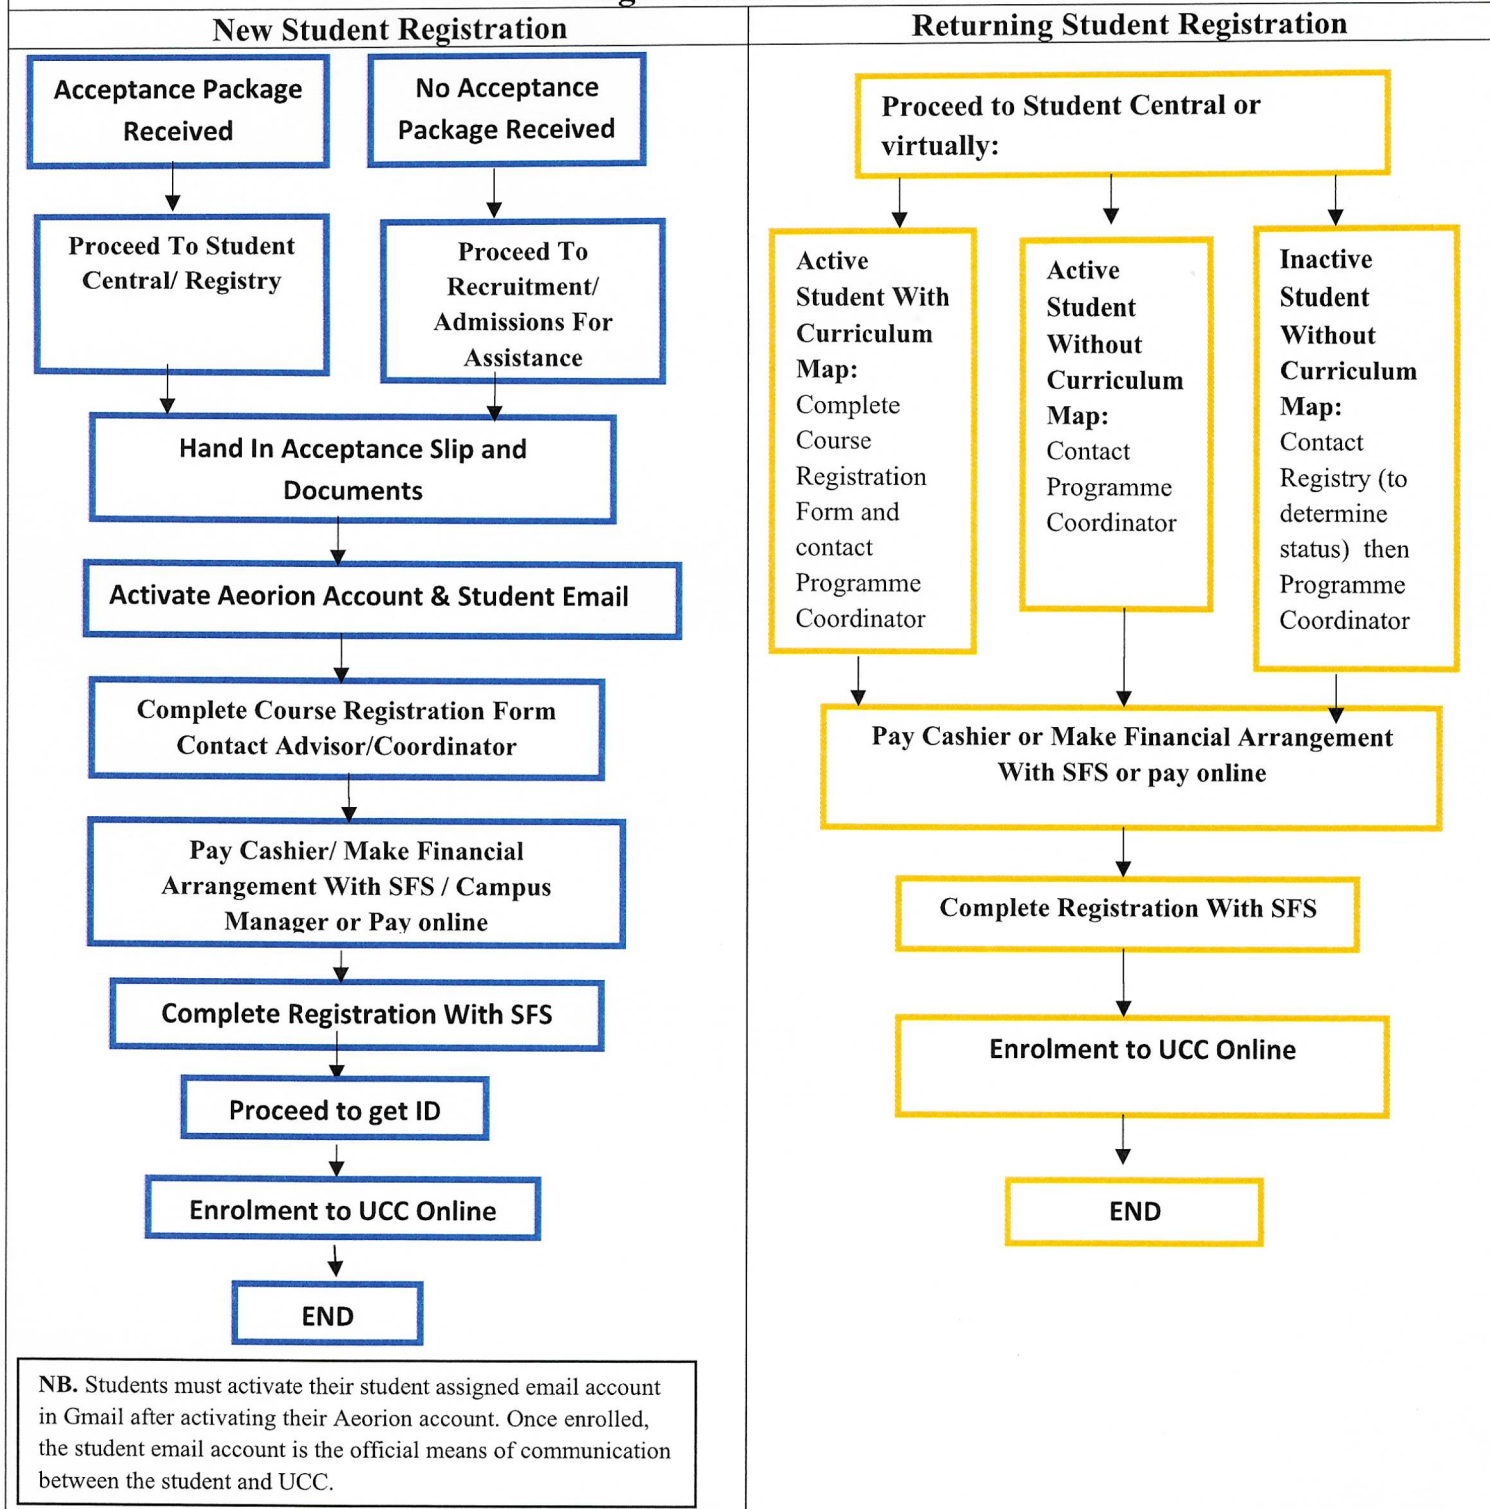 New Student Registration
Acceptance Package
Received
No Acceptance
Package Received
Proceed To Student
Central/ Registry
Proceed To
Recruitment/
Admissions For
Assistance
Hand In Acceptance Slip and
Documents
Activate Aeorion Account & Student Email
Complete Course Registration Form
Contact Advisor/Coordinator
Pay Cashier/ Make Financial
Arrangement With SFS / Campus
Manager or Pay online
Complete Registration With SFS
Proceed to get ID
Enrolment to UCC Online
END
NB. Students must activate their student assigned email account
in Gmail after activating their Aeorion account. Once enrolled,
the student email account is the official means of communication
between the student and UCC.
Returning Student Registration
Proceed to Student Central or
virtually:
Active
Student With
Curriculum
Map:
Complete
Course
Registration
Form and
contact
Programme
Coordinator
Active
Student
Without
Curriculum
Map:
Contact
Programme
Coordinator
Inactive
Student
Without
Curriculum
Map:
Contact
Registry (to
determine
status) then
Programme
Coordinator
Pay Cashier or Make Financial Arrangement
With SFS or pay online
Complete Registration With SFS
Enrolment to UCC Online
END